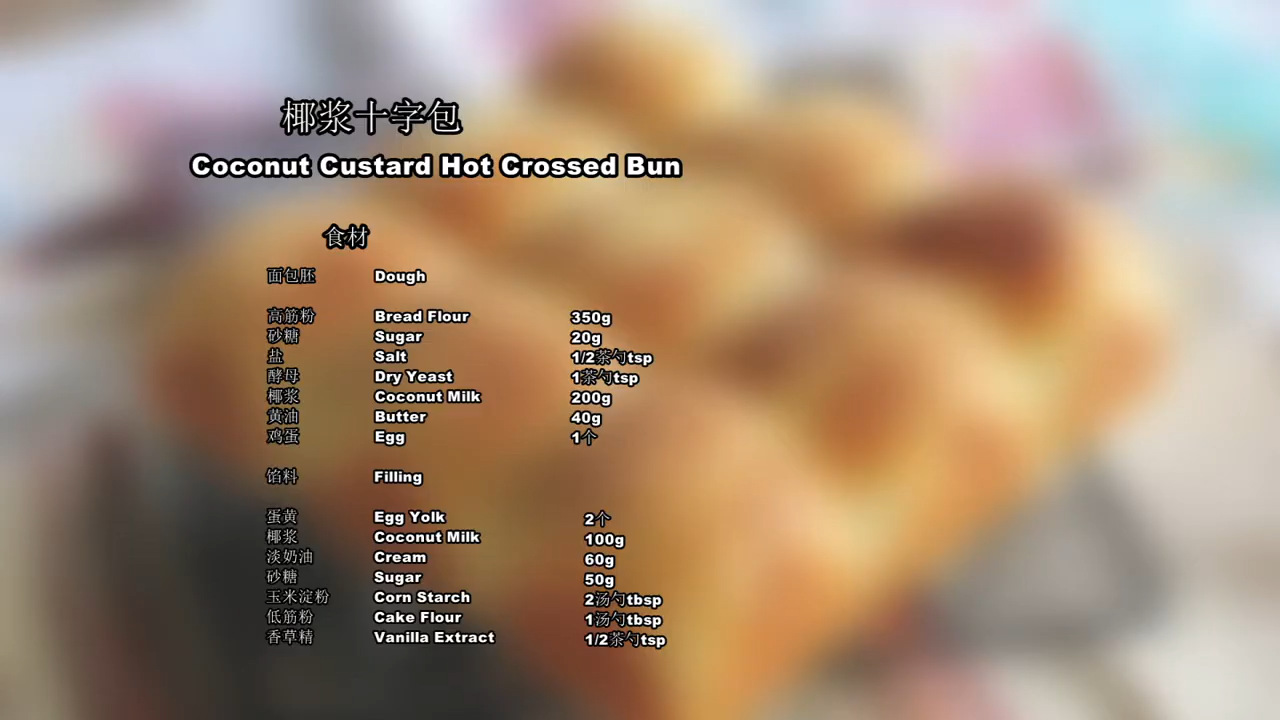 椰浆十字包
Coconut Custard Hot Crossed Bun
食材
面包胚 Dough
高筋粉 Bread Flour 350g
砂糖 Sugar 20g
盐 Salt 1/2茶勺tsp
酵母 Dry Yeast 1茶勺tsp
椰浆 Coconut Milk 200g
黄油 Butter 40g
鸡蛋 Egg 1个
馅料 Filling
蛋黄 Egg Yolk 2个
椰浆 Coconut Milk 100g
淡奶油 Cream 60g
砂糖 Sugar 50g
玉米淀粉 Corn Starch 2汤勺tbsp
低筋粉 Cake Flour 1汤勺tbsp
香草精 Vanilla Extract 1/2茶勺tsp